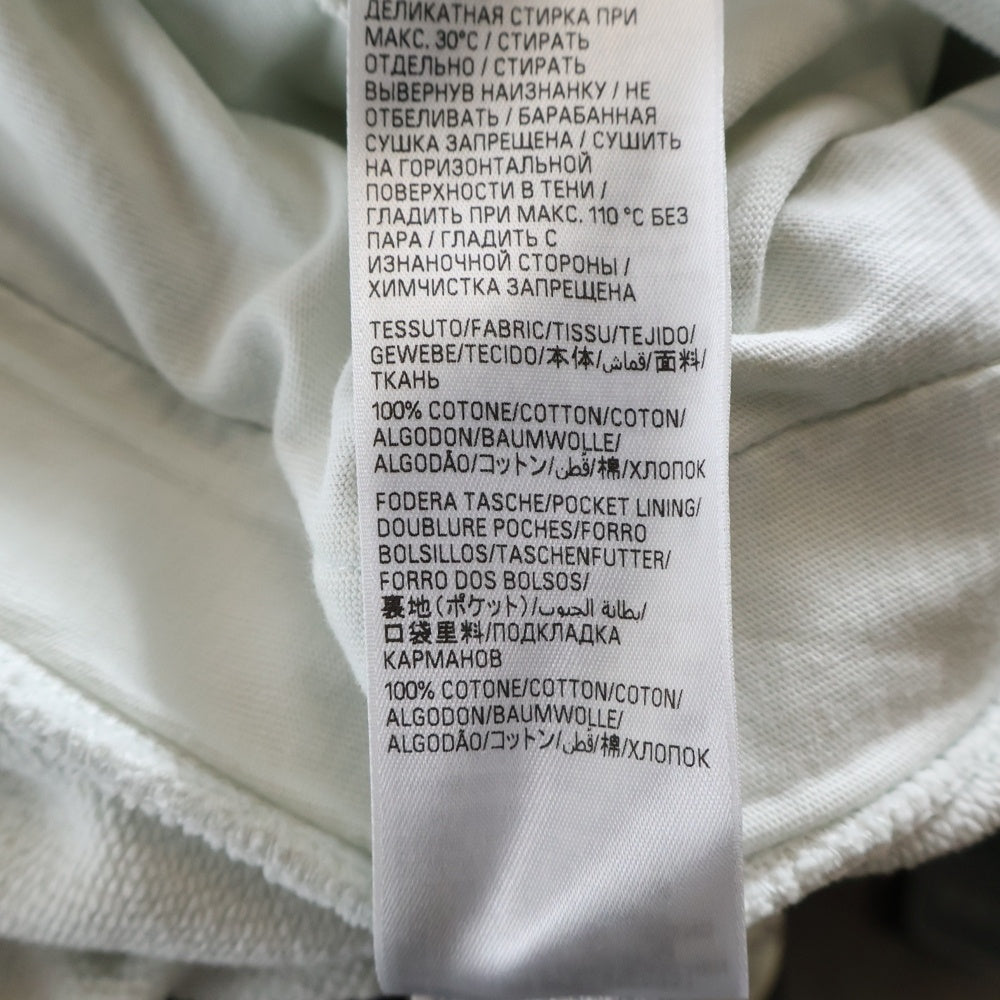 ДЕЛИКАТНАЯ СТИРКА ПРИ
МАКС. 30°C / СТИРАТЬ
ОТДЕЛЬНО / СТИРАТЬ
ВЫВЕРНУВ НАИЗНАНКУ / НЕ
ОТБЕЛИВАТЬ / БАРАБАННАЯ
СУШКА ЗАПРЕЩЕНА / СУШИТЬ
НА ГОРИЗОНТАЛЬНОЙ
ПОВЕРХНОСТИ В ТЕНИ /
ГЛАДИТЬ ПРИ МАКС. 110 °C БЕЗ
ПАРА / ГЛАДИТЬ С
ИЗНАНОЧНОЙ СТОРОНЫ /
ХИМЧИСТКА ЗАПРЕЩЕНА
TESSUTO/FABRIC/TISSU/TEJIDO/
GEWEBE/TECIDO/本体/قماش/面料/
ТКАНЬ
100% COTONE/COTTON/COTON/
ALGODON/BAUMWOLLE/
ALGODÃO/コットン/قُطن/棉/ХЛОПОК
FODERA TASCHE/POCKET LINING/
DOUBLURE POCHES/FORRO
BOLSILLOS/TASCHENFUTTER/
FORRO DOS BOLSOS/
裏地(ポケット)/بطانة الجيوب/
口袋里料/ПОДКЛАДКА
КАРМАНОВ
100% COTONE/COTTON/COTON/
ALGODON/BAUMWOLLE/
ALGODÃO/コットン/قُطن/棉/ХЛОПОК